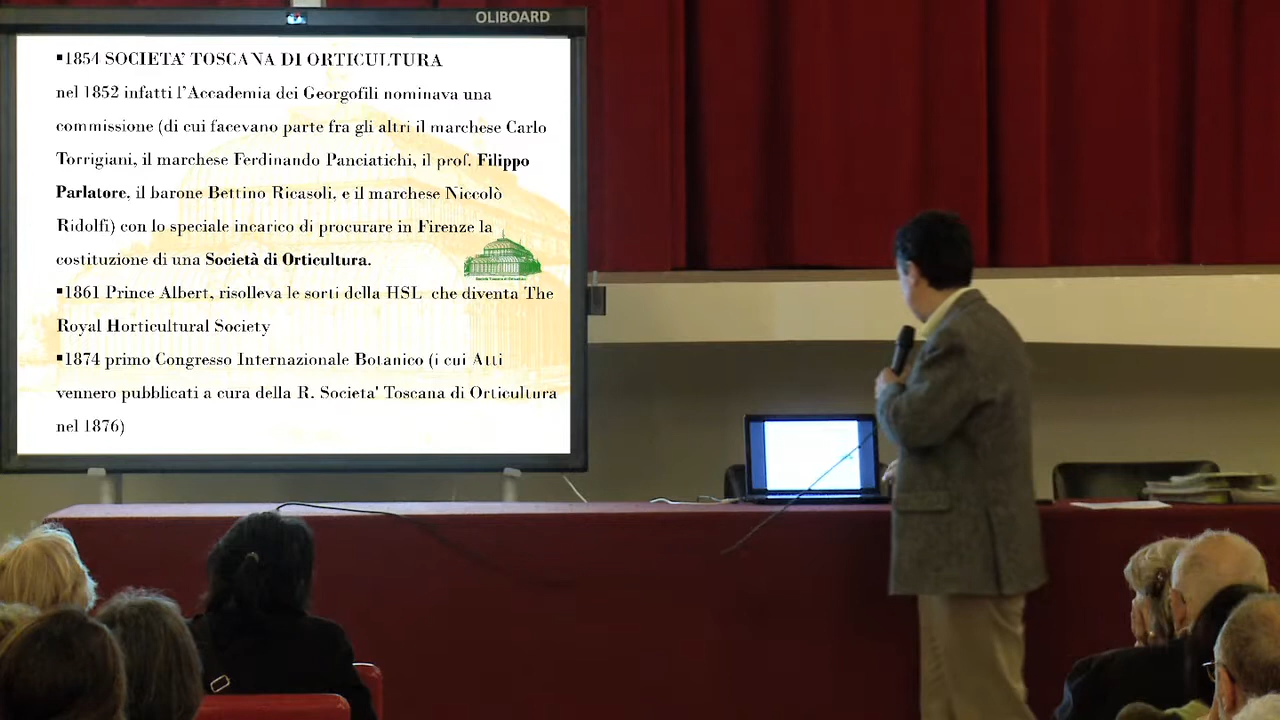 OLIBOARD
▪1854 SOCIETA' TOSCANA DI ORTICULTURA
nel 1852 infatti l'Accademia dei Georgofili nominava una
commissione (di cui facevano parte fra gli altri il marchese Carlo
Torrigiani, il marchese Ferdinando Panciatichi, il prof. Filippo
Parlatore, il barone Bettino Ricasoli, e il marchese Niccolò
Ridolfi) con lo speciale incarico di procurare in Firenze la
costituzione di una Società di Orticultura.
▪1861 Prince Albert, risolleva le sorti della HSL che diventa The
Royal Horticultural Society
▪1874 primo Congresso Internazionale Botanico (i cui Atti
vennero pubblicati a cura della R. Societa' Toscana di Orticultura
nel 1876)